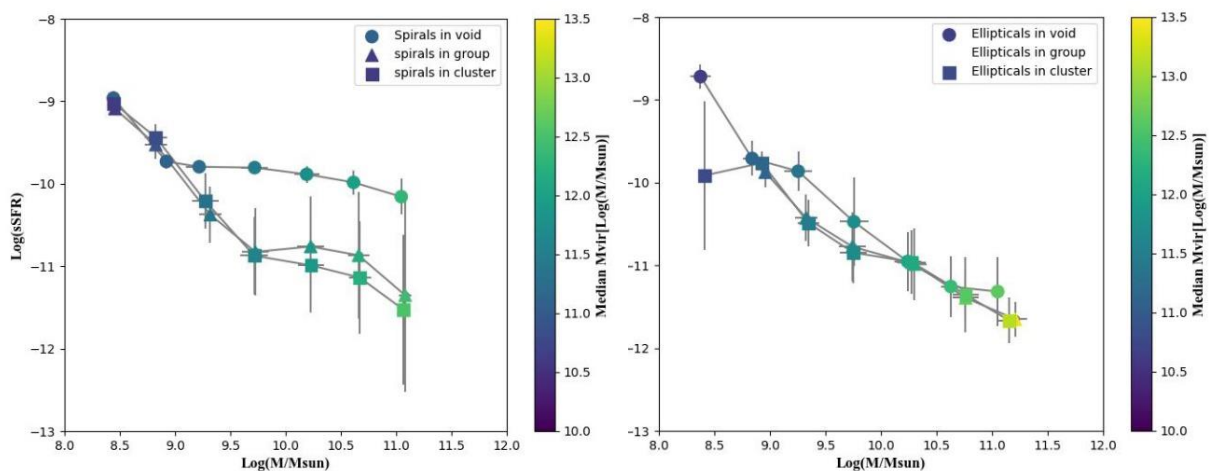 Spirals in void
spirals in group
spirals in cluster
−8
−9
−10
−11
−12
−13
Log(sSFR)
8.0 8.5 9.0 9.5 10.0 10.5 11.0 11.5 12.0
Log(M/Msun)
13.5
13.0
12.5
12.0
11.5
11.0
10.5
10.0
Median Mvir[Log(M/Msun)]
Ellipticals in void
Ellipticals in group
Ellipticals in cluster
−8
−9
−10
−11
−12
−13
8.0 8.5 9.0 9.5 10.0 10.5 11.0 11.5 12.0
Log(M/Msun)
13.5
13.0
12.5
12.0
11.5
11.0
10.5
10.0
Median Mvir[Log(M/Msun)]